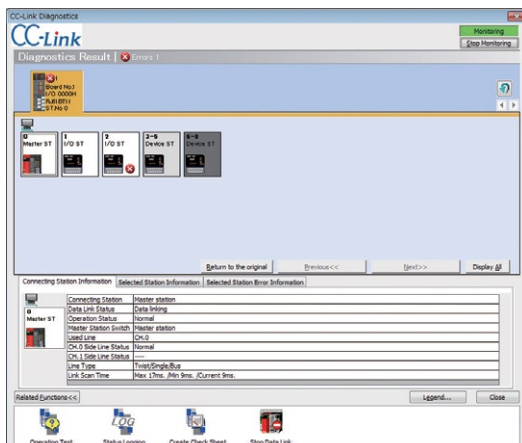 CC-Link Diagnostics
CC-Link
Monitoring
Stop Monitoring
Diagnostics Result | Errors 1
1
Board No.1
I/O 0000H
ST.No 0
0
Master ST
1
I/O ST
2
I/O ST
Device ST
Device ST
Return to the original
Previous<<
Next>>
Display All
Connecting Station Information
Selected Station Information
Selected Station Error Information
0
Master ST
Connecting Station Master station
Data Link Status Data linking
Operation Status Normal
Master Station Switch Master station
Used Line CH.0
CH.0 Side Line Status Normal
CH.1 Side Line Status ----
Line Type Twist/Single/Bus
Link Scan Time Max 17ms. /Min 9ms. /Current 9ms.
Related Functions<<
Legend...
Close
LOG
Operation Test
Status Logging
Create Check Sheet
Stop Data Link